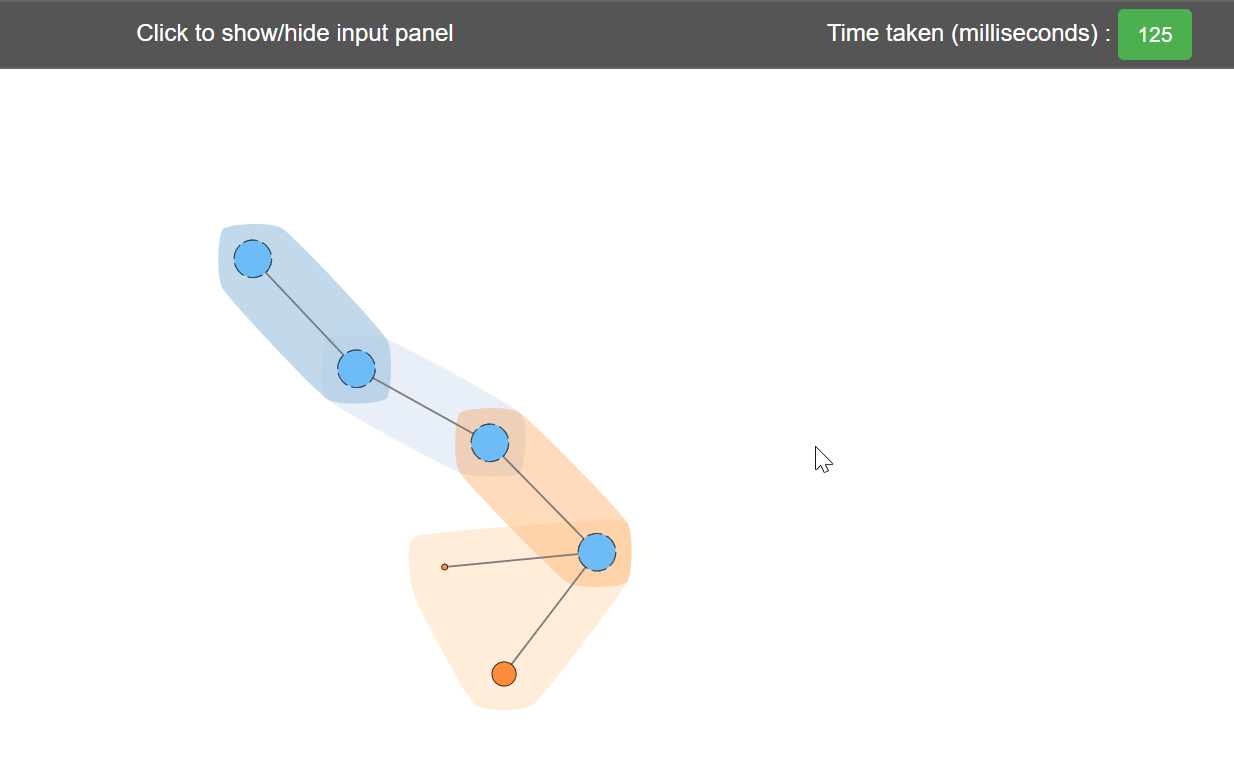 Click to show/hide input panel
Time taken (milliseconds) : 125